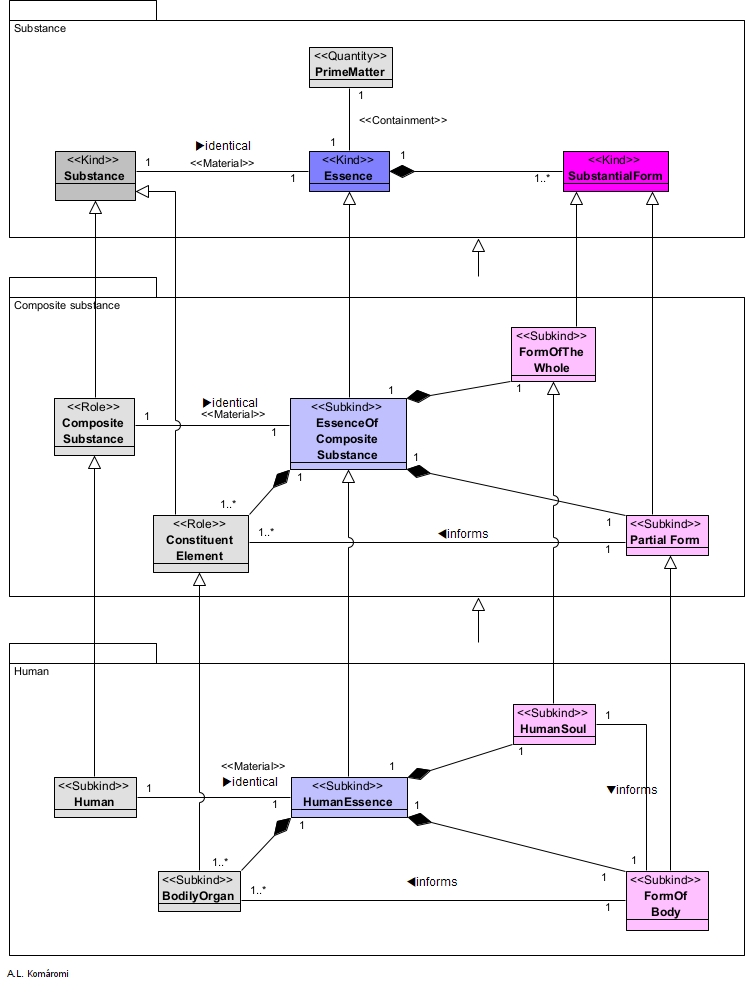 Substance
<<Quantity>>
PrimeMatter
1
<<Containment>>
▶identical
1
1
<<Kind>>
Substance
1
<<Material>>
1
<<Kind>>
Essence
1..*
<<Kind>>
SubstantialForm
Composite substance
<<Subkind>>
FormOfThe
Whole
1
1
<<Role>>
Composite
Substance
1
▶identical
<<Material>>
1
<<Subkind>>
EssenceOf
Composite
Substance
1
1
1..*
<<Role>>
Constituent
Element
1..*
◀informs
1
1
<<Subkind>>
Partial Form
Human
<<Subkind>>
HumanSoul
1
1
<<Material>>
▶identical
1
<<Subkind>>
Human
1
1
<<Subkind>>
HumanEssence
1
1
▼informs
1..*
<<Subkind>>
BodilyOrgan
1..*
◀informs
1
1
1
<<Subkind>>
FormOf
Body
A.L. Komáromi